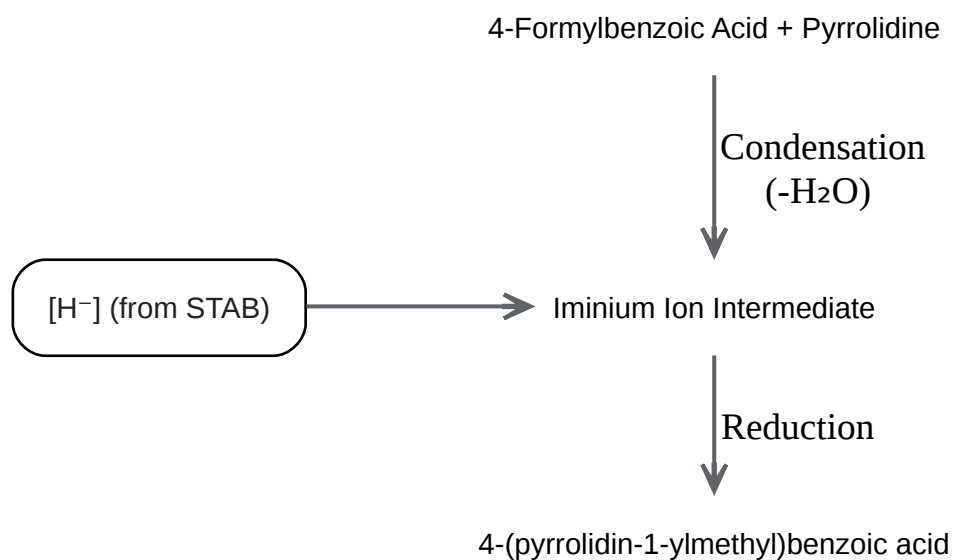 4-Formylbenzoic Acid + Pyrrolidine
Condensation
(-H₂O)
[H⁻] (from STAB)
Iminium Ion Intermediate
Reduction
4-(pyrrolidin-1-ylmethyl)benzoic acid